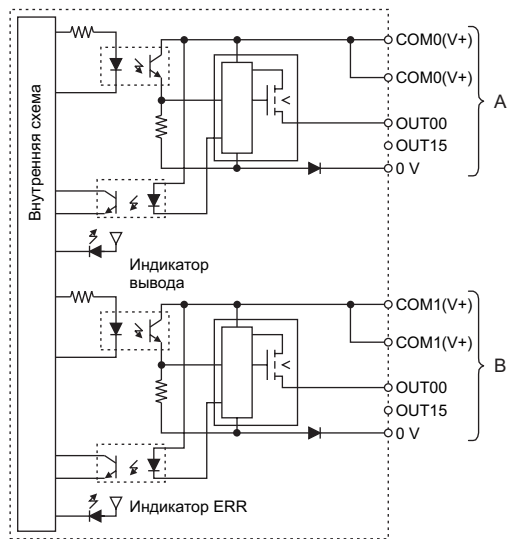 COM0(V+)
COM0(V+)
A
OUT00
OUT15
0 V
Внутренняя схема
Индикатор
вывода
COM1(V+)
COM1(V+)
B
OUT00
OUT15
0 V
Индикатор ERR